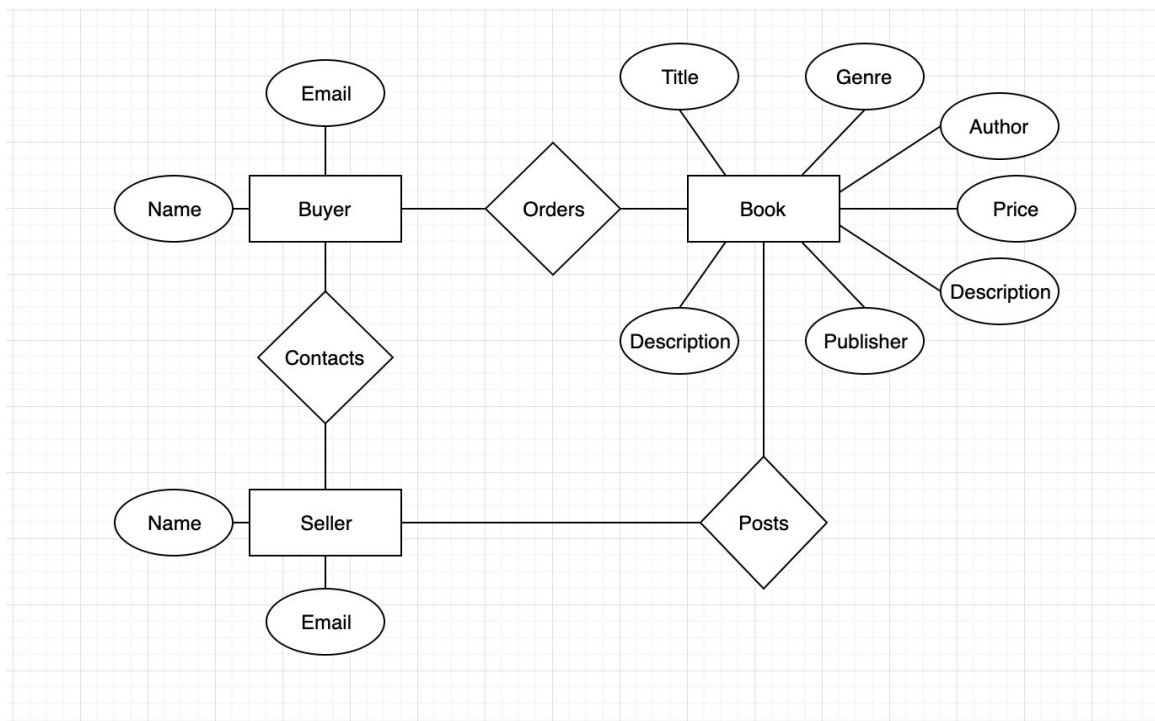 Title
Genre
Email
Author
Name
Buyer
Orders
Book
Price
Description
Description
Publisher
Contacts
Name
Seller
Posts
Email